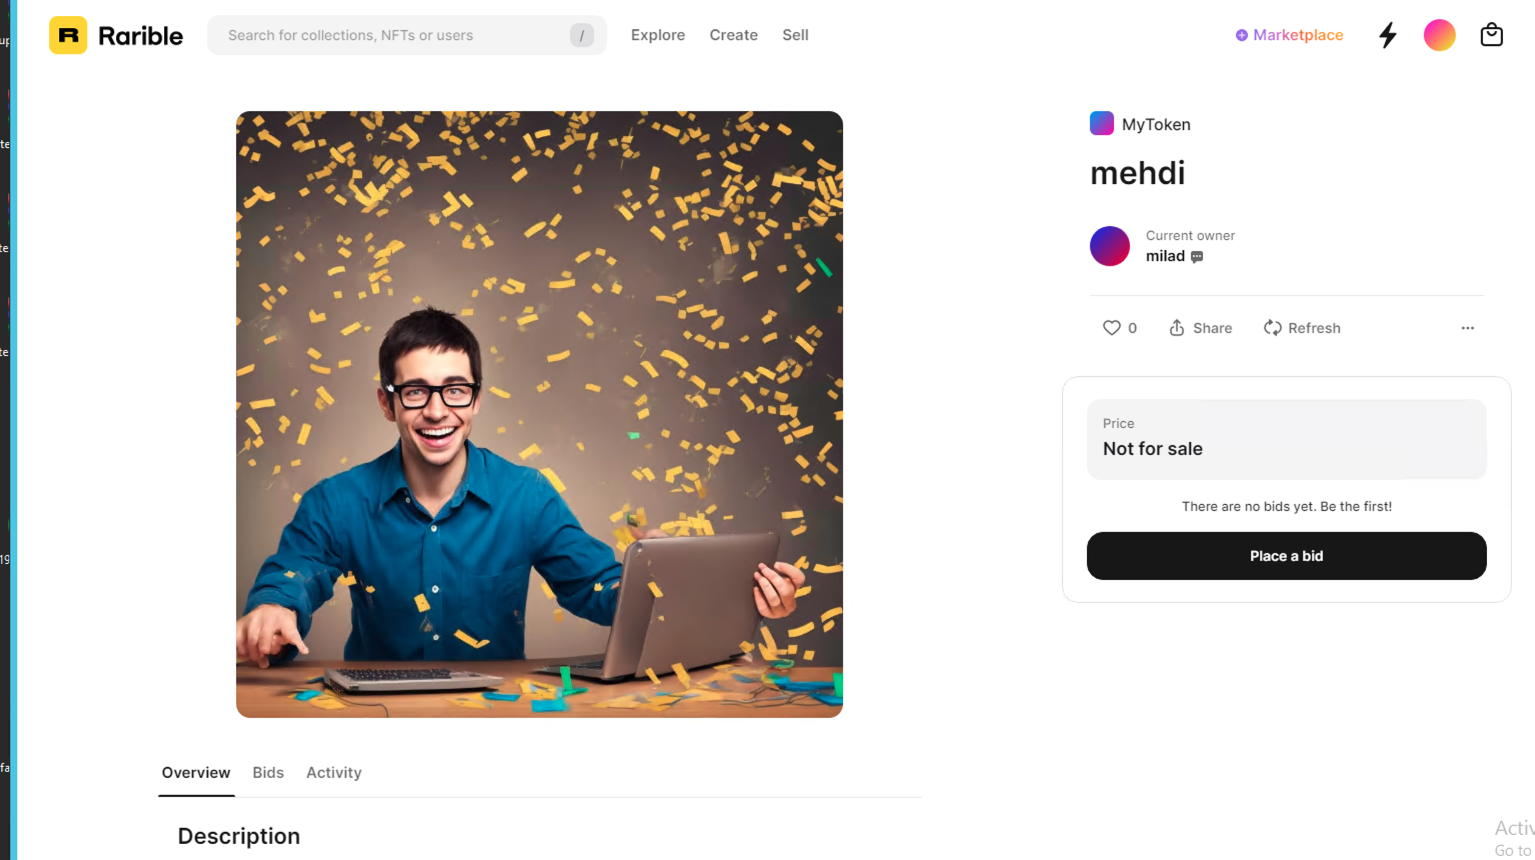 Rarible
Search for collections, NFTs or users /
Explore Create Sell
Marketplace
MyToken
mehdi
Current owner
milad
0 Share Refresh
Price
Not for sale
There are no bids yet. Be the first!
Place a bid
Overview Bids Activity
Description
Go to